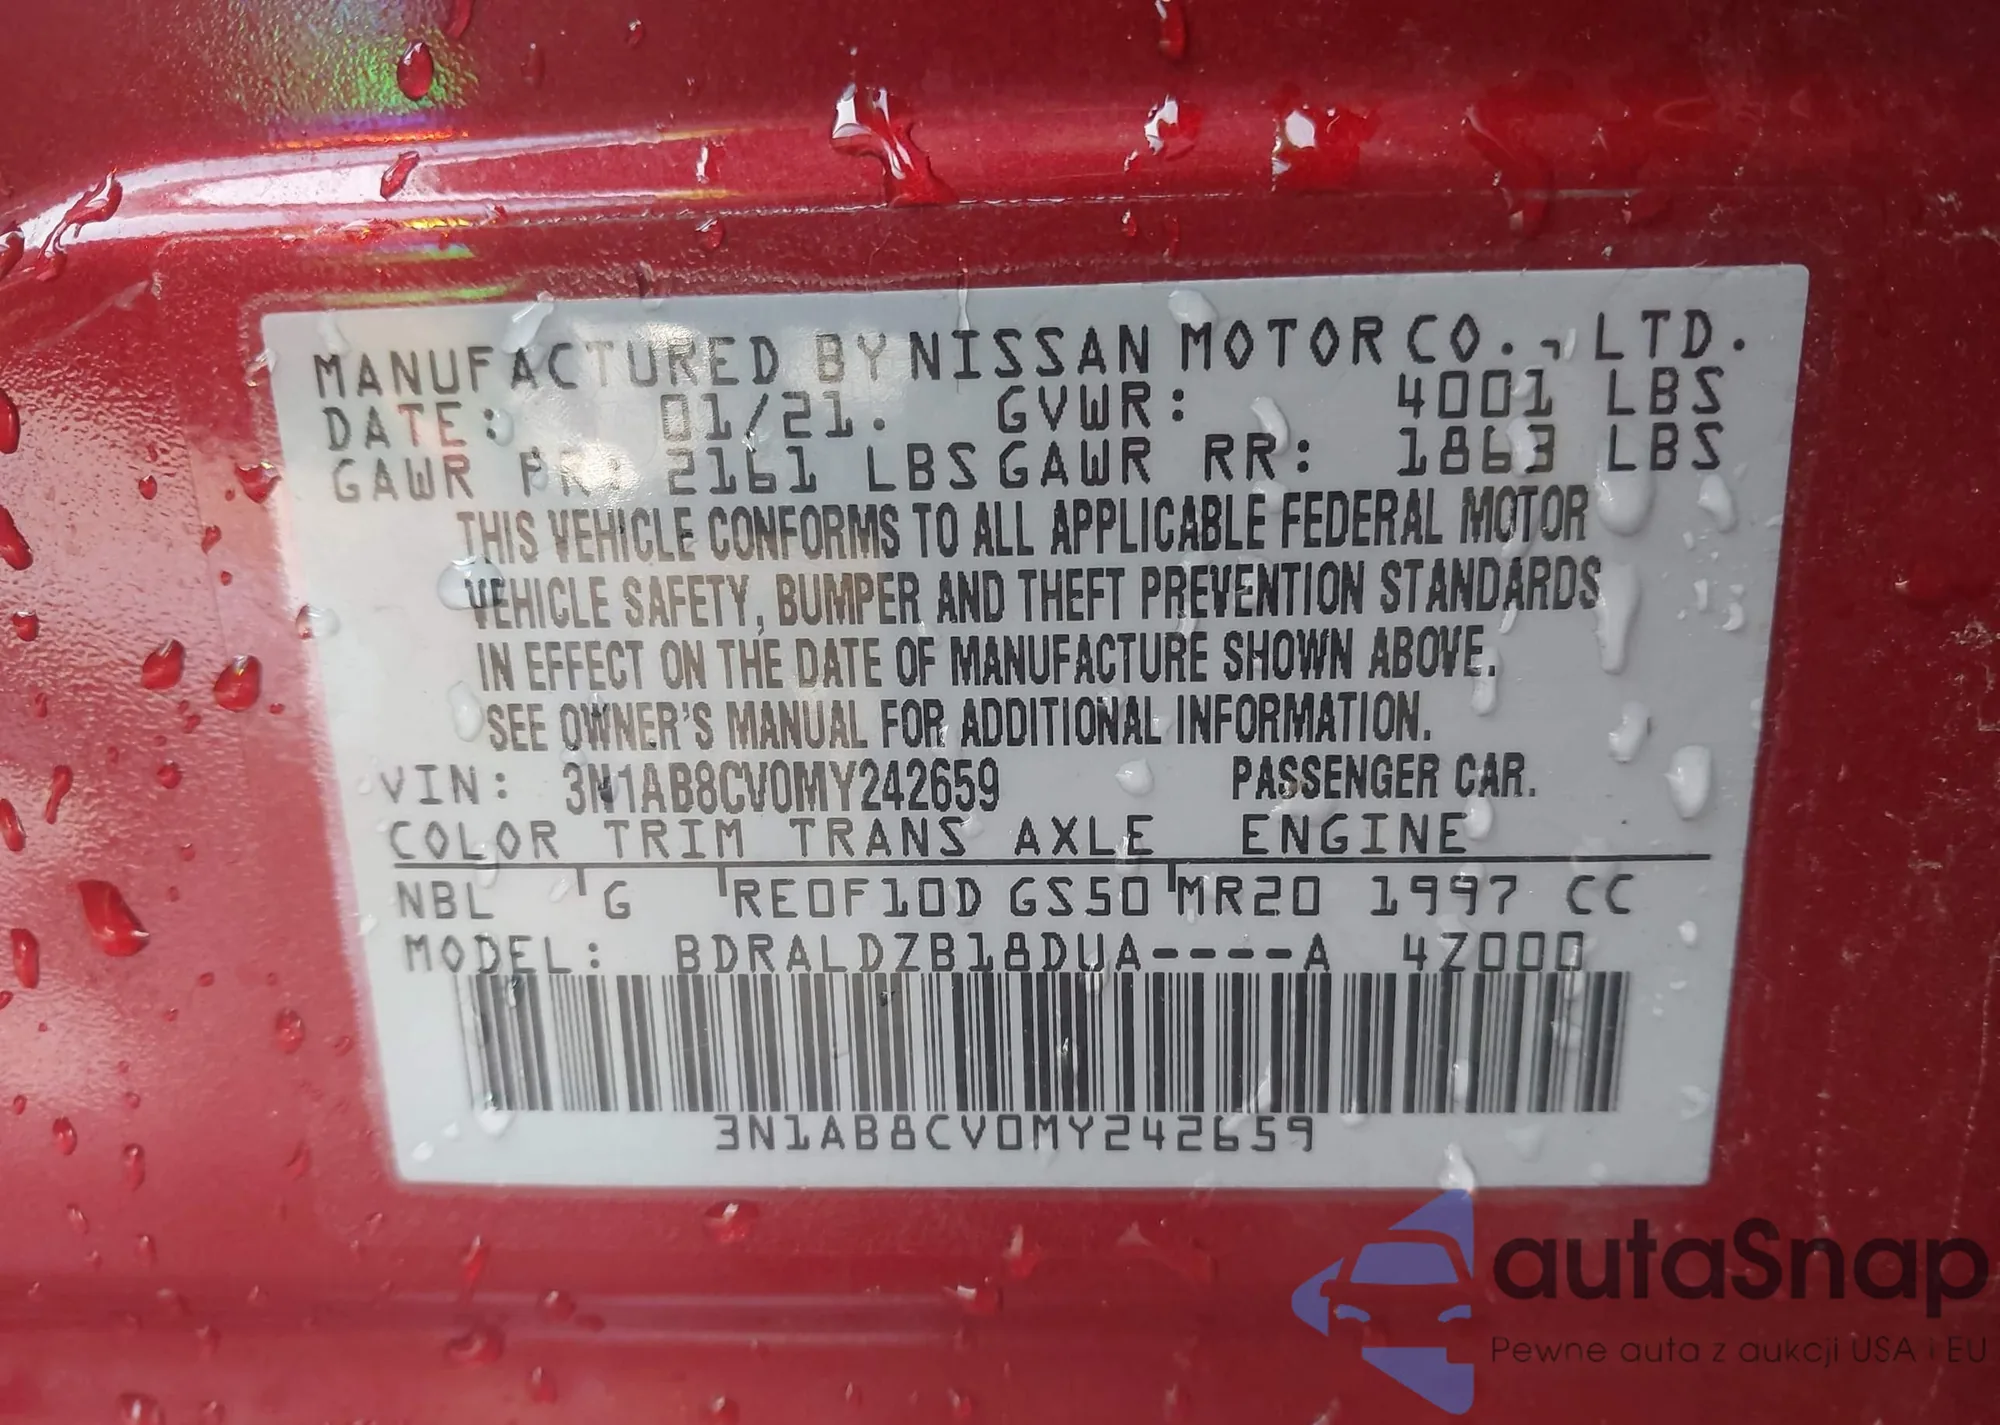 MANUFACTURED BY NISSAN MOTOR CO., LTD.
DATE: 01/21. GVWR: 4001 LBS
GAWR FR: 2161 LBS GAWR RR: 1863 LBS
THIS VEHICLE CONFORMS TO ALL APPLICABLE FEDERAL MOTOR
VEHICLE SAFETY, BUMPER AND THEFT PREVENTION STANDARDS
IN EFFECT ON THE DATE OF MANUFACTURE SHOWN ABOVE.
SEE OWNER'S MANUAL FOR ADDITIONAL INFORMATION.
VIN: 3N1AB8CV0MY242659 PASSENGER CAR.
COLOR TRIM TRANS AXLE ENGINE
NBL G RE0F10D GS50 MR20 1997 CC
MODEL: BDRALDZB18DUA----A 4Z000
3N1AB8CV0MY242659
autaSnap
Pewne auta z aukcji USA i EU